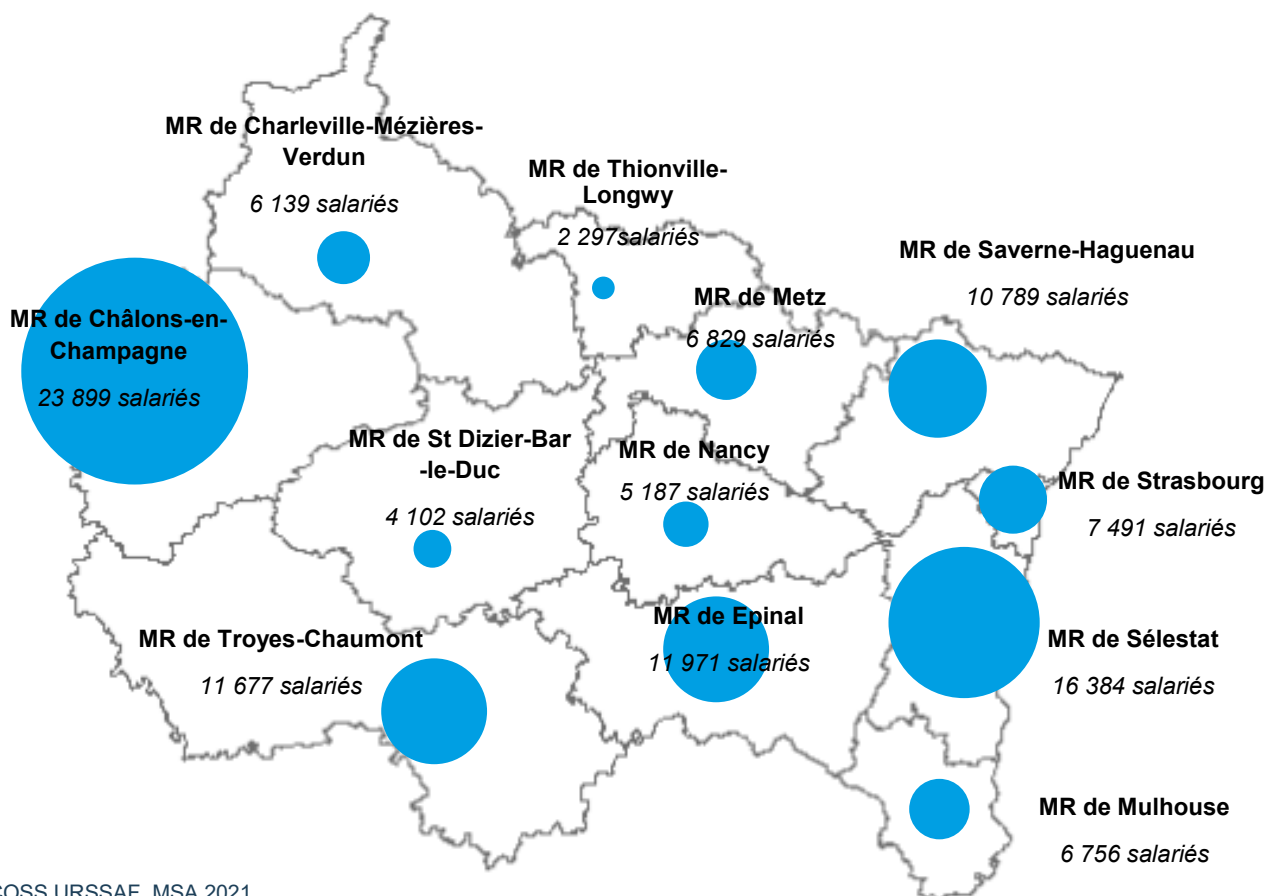 MR de Charleville-Mézières-
Verdun
6 139 salariés
MR de Thionville-
Longwy
2 297salariés
MR de Saverne-Haguenau
10 789 salariés
MR de Metz
6 829 salariés
MR de Châlons-en-
Champagne
23 899 salariés
MR de St Dizier-Bar
-le-Duc
4 102 salariés
MR de Nancy
5 187 salariés
MR de Strasbourg
7 491 salariés
MR de Troyes-Chaumont
11 677 salariés
MR de Epinal
11 971 salariés
MR de Sélestat
16 384 salariés
MR de Mulhouse
6 756 salariés
URSSAF, MSA 2021